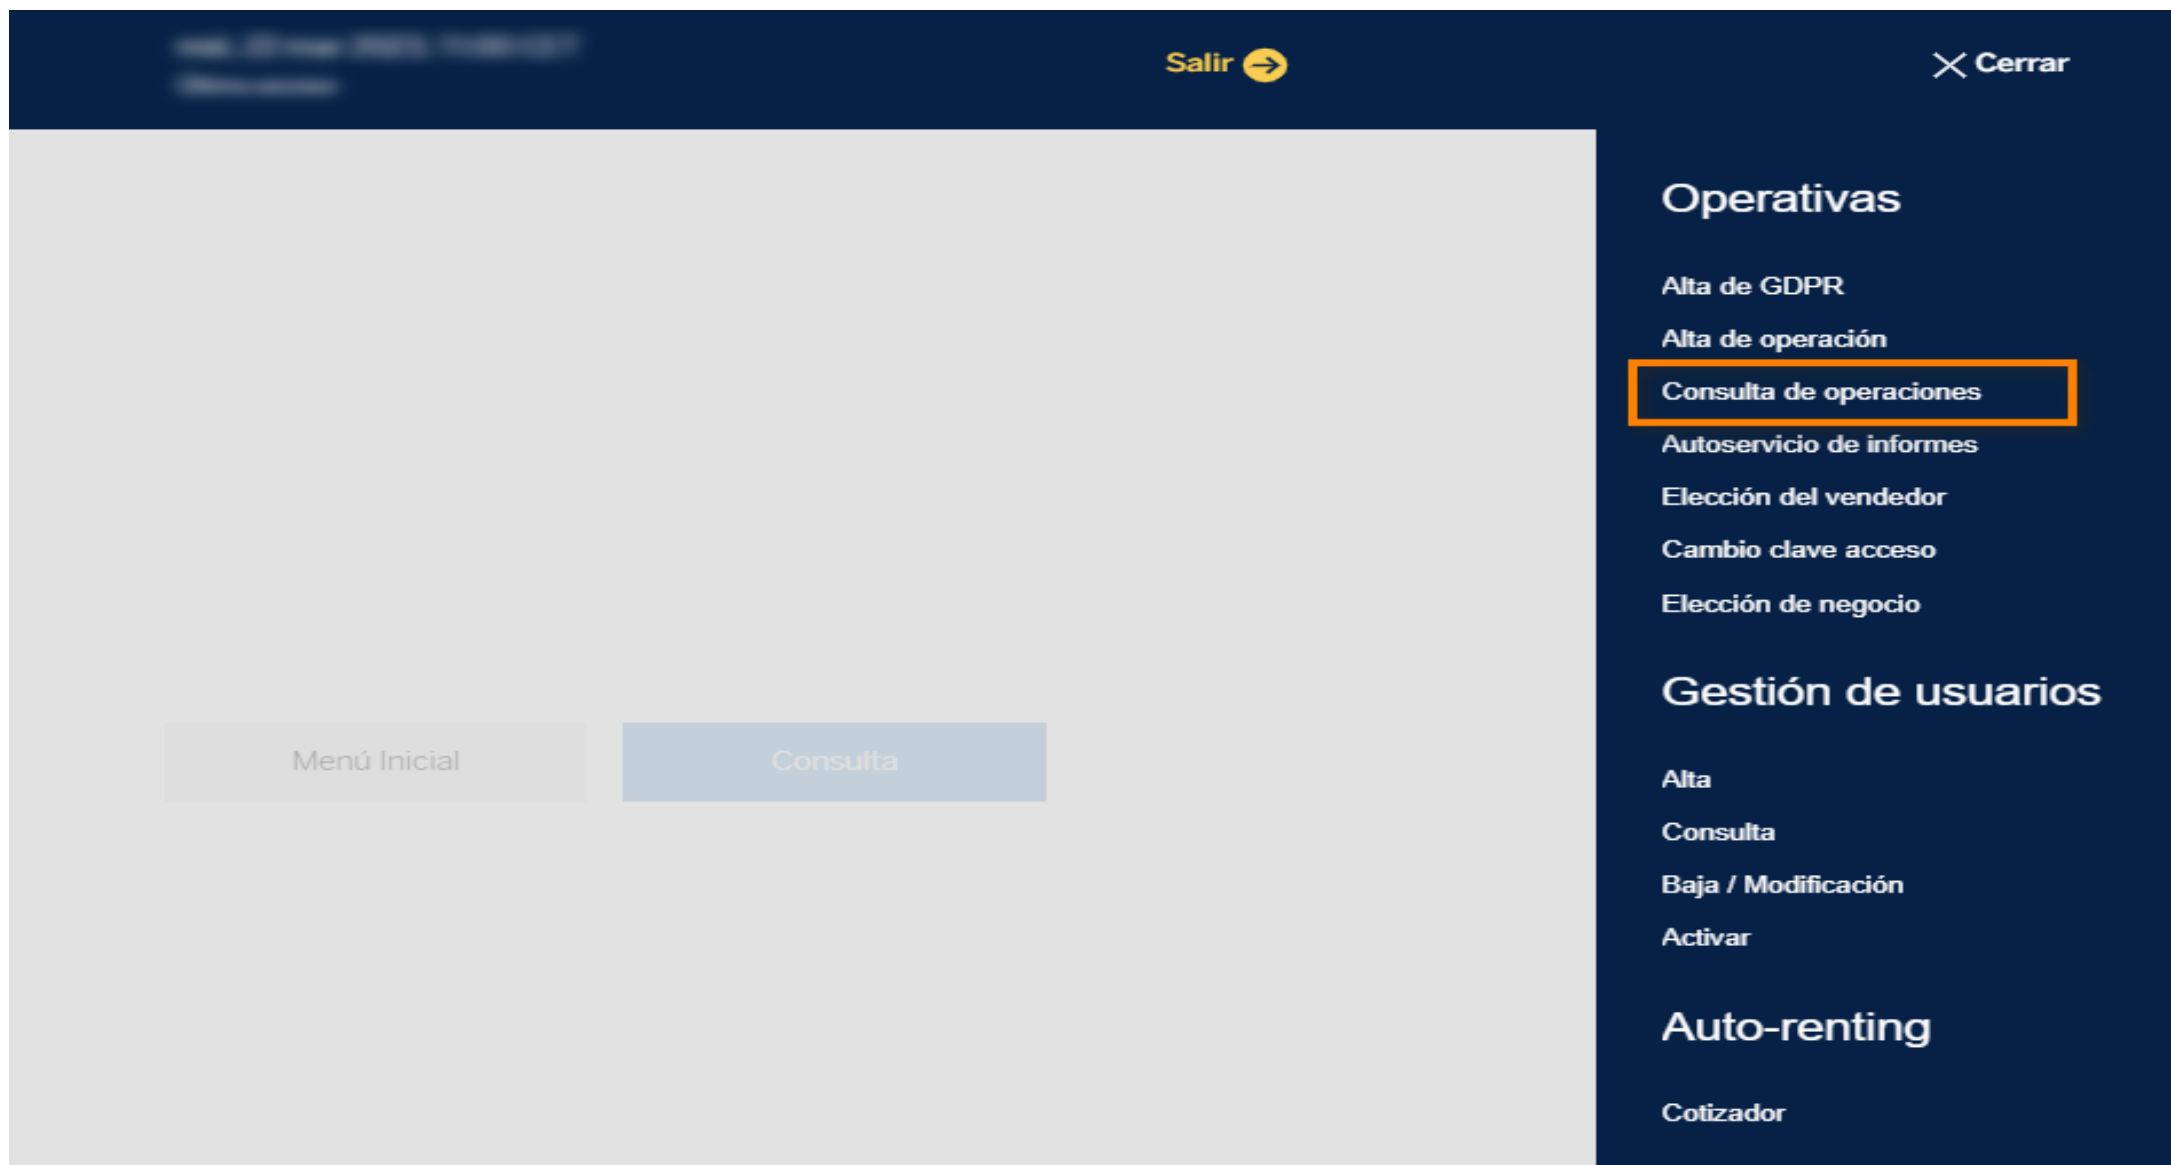 Salir
Cerrar
Operativas
Alta de GDPR
Alta de operación
Consulta de operaciones
Autoservicio de informes
Elección del vendedor
Cambio clave acceso
Elección de negocio
Gestión de usuarios
Menú Inicial
Consulta
Alta
Consulta
Baja / Modificación
Activar
Auto-renting
Cotizador